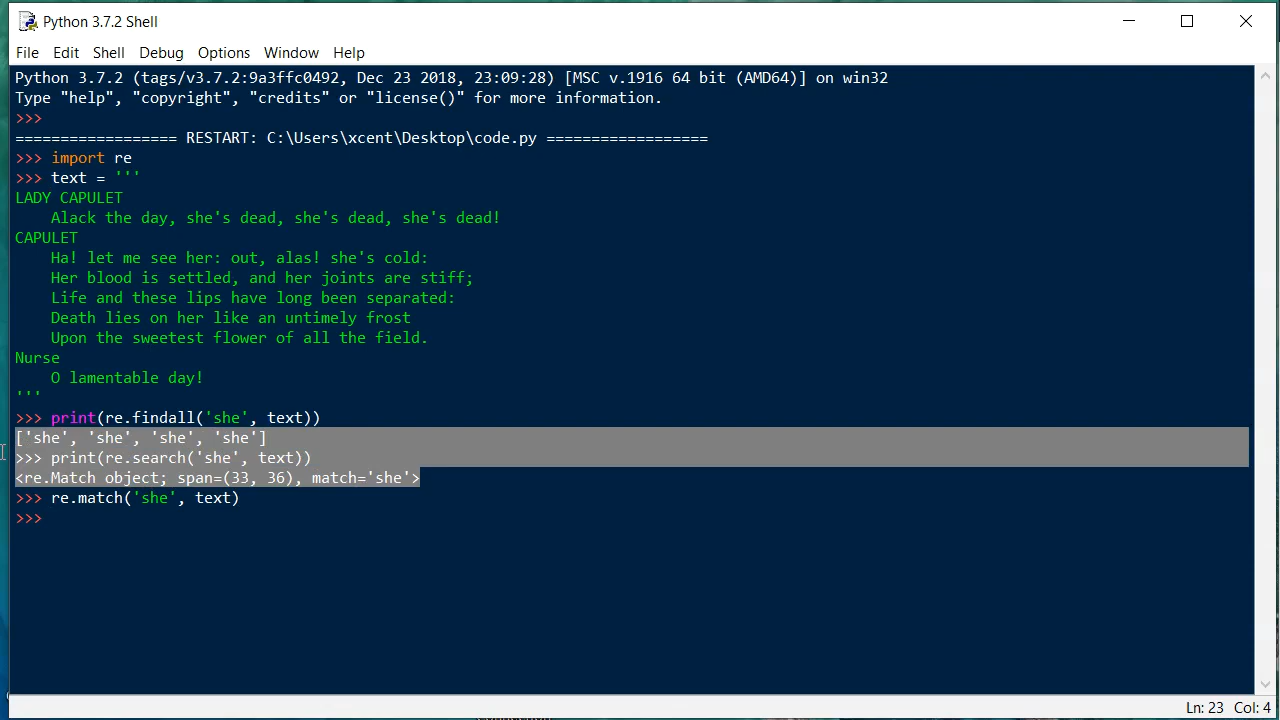 Python 3.7.2 Shell
File Edit Shell Debug Options Window Help
Python 3.7.2 (tags/v3.7.2:9a3ffc0492, Dec 23 2018, 23:09:28) [MSC v.1916 64 bit (AMD64)] on win32
Type "help", "copyright", "credits" or "license()" for more information.
>>>
================== RESTART: C:\Users\xcent\Desktop\code.py ==================
>>> import re
>>> text = '''
LADY CAPULET
    Alack the day, she's dead, she's dead, she's dead!
CAPULET
    Ha! let me see her: out, alas! she's cold:
    Her blood is settled, and her joints are stiff;
    Life and these lips have long been separated:
    Death lies on her like an untimely frost
    Upon the sweetest flower of all the field.
Nurse
    O lamentable day!
'''
>>> print(re.findall('she', text))
['she', 'she', 'she', 'she']
>>> print(re.search('she', text))
<re.Match object; span=(33, 36), match='she'>
>>> re.match('she', text)
>>>
Ln: 23 Col: 4